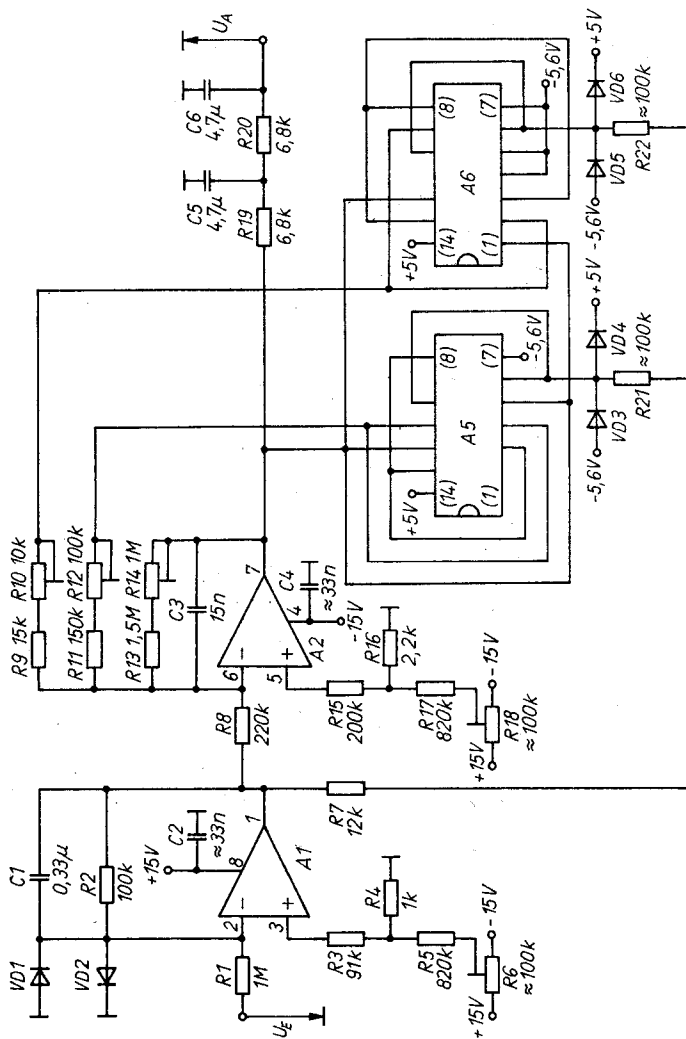 VD1
VD2
C1
0,33µ
R2
100k
R1
1M
U_E
2
3
8
1
A1
+15V
C2
≈33n
R3
91k
R4
1k
R5
820k
+15V
R6
≈100k
-15V
R7
12k
R8
220k
R9 15k
R10 10k
R11 150k
R12 100k
R13 1,5M
R14 1M
C3
15n
6
5
7
4
A2
C4
≈33n
-15V
R15
200k
R16
2,2k
R17
820k
+15V
R18
≈100k
-15V
C5
4,7µ
R19
6,8k
C6
4,7µ
R20
6,8k
U_A
+5V
(14)
(8)
A5
(1)
(7)
-5,6V
-5,6V
VD3
VD4
+5V
R21
≈100k
+5V
(14)
(8)
A6
(1)
(7)
-5,6V
-5,6V
VD5
VD6
+5V
R22
≈100k